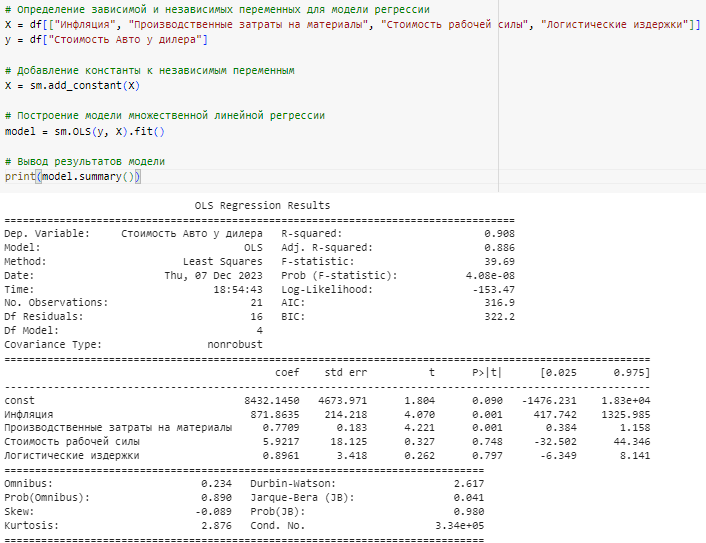 # Определение зависимой и независимых переменных для модели регрессии
X = df[["Инфляция", "Производственные затраты на материалы", "Стоимость рабочей силы", "Логистические издержки"]]
y = df["Стоимость Авто у дилера"]
# Добавление константы к независимым переменным
X = sm.add_constant(X)
# Построение модели множественной линейной регрессии
model = sm.OLS(y, X).fit()
# Вывод результатов модели
print(model.summary())
OLS Regression Results
==============================================================================
Dep. Variable: Стоимость Авто у дилера R-squared: 0.908
Model: OLS Adj. R-squared: 0.886
Method: Least Squares F-statistic: 39.69
Date: Thu, 07 Dec 2023 Prob (F-statistic): 4.08e-08
Time: 18:54:43 Log-Likelihood: -153.47
No. Observations: 21 AIC: 316.9
Df Residuals: 16 BIC: 322.2
Df Model: 4
Covariance Type: nonrobust
=====================================================================================================
coef std err t P>|t| [0.025 0.975]
-----------------------------------------------------------------------------------------------------
const 8432.1450 4673.971 1.804 0.090 -1476.231 1.83e+04
Инфляция 871.8635 214.218 4.070 0.001 417.742 1325.985
Производственные затраты на материалы 0.7709 0.183 4.221 0.001 0.384 1.158
Стоимость рабочей силы 5.9217 18.125 0.327 0.748 -32.502 44.346
Логистические издержки 0.8961 3.418 0.262 0.797 -6.349 8.141
==============================================================================
Omnibus: 0.234 Durbin-Watson: 2.617
Prob(Omnibus): 0.890 Jarque-Bera (JB): 0.041
Skew: -0.089 Prob(JB): 0.980
Kurtosis: 2.876 Cond. No. 3.34e+05
==============================================================================